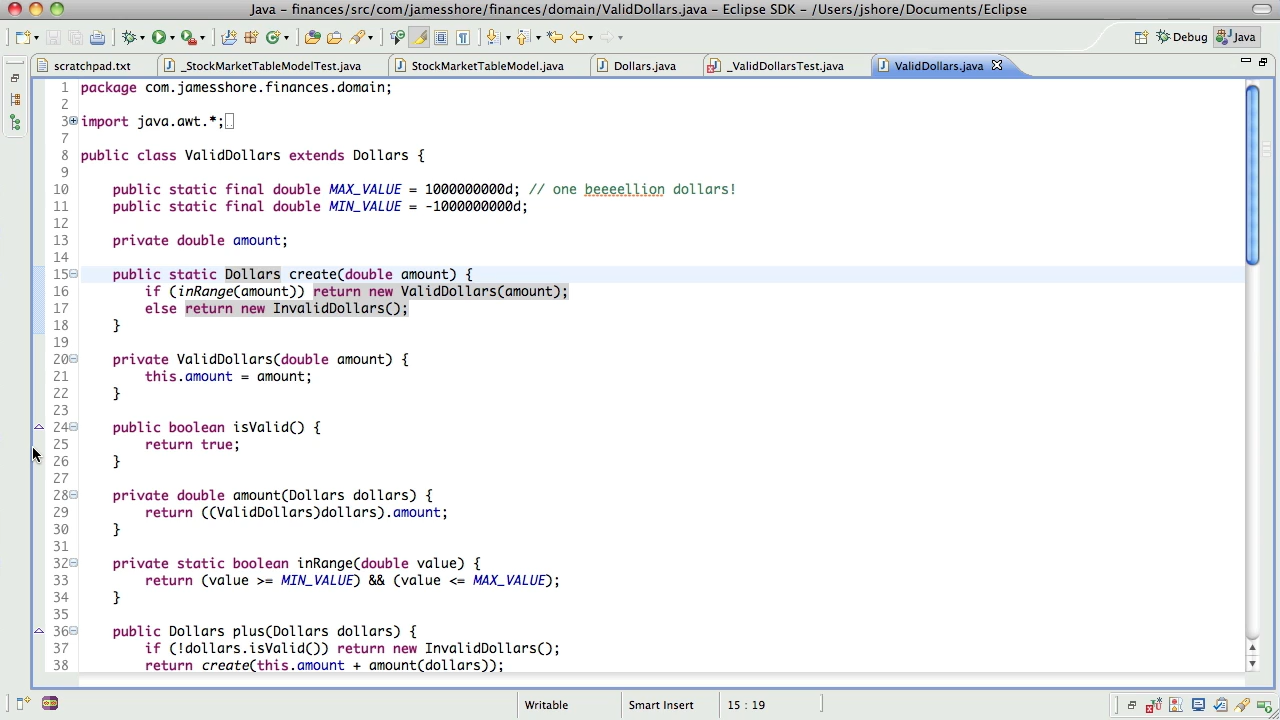 Java - finances/src/com/jamesshore/finances/domain/ValidDollars.java - Eclipse SDK - /Users/jshore/Documents/Eclipse
Debug Java
scratchpad.txt _StockMarketTableModelTest.java StockMarketTableModel.java Dollars.java _ValidDollarsTest.java ValidDollars.java
1 package com.jamesshore.finances.domain;
2
3 import java.awt.*;
7
8 public class ValidDollars extends Dollars {
9
10 public static final double MAX_VALUE = 1000000000d; // one beeeellion dollars!
11 public static final double MIN_VALUE = -1000000000d;
12
13 private double amount;
14
15 public static Dollars create(double amount) {
16 if (inRange(amount)) return new ValidDollars(amount);
17 else return new InvalidDollars();
18 }
19
20 private ValidDollars(double amount) {
21 this.amount = amount;
22 }
23
24 public boolean isValid() {
25 return true;
26 }
27
28 private double amount(Dollars dollars) {
29 return ((ValidDollars)dollars).amount;
30 }
31
32 private static boolean inRange(double value) {
33 return (value >= MIN_VALUE) && (value <= MAX_VALUE);
34 }
35
36 public Dollars plus(Dollars dollars) {
37 if (!dollars.isValid()) return new InvalidDollars();
38 return create(this.amount + amount(dollars));
Writable Smart Insert 15 : 19